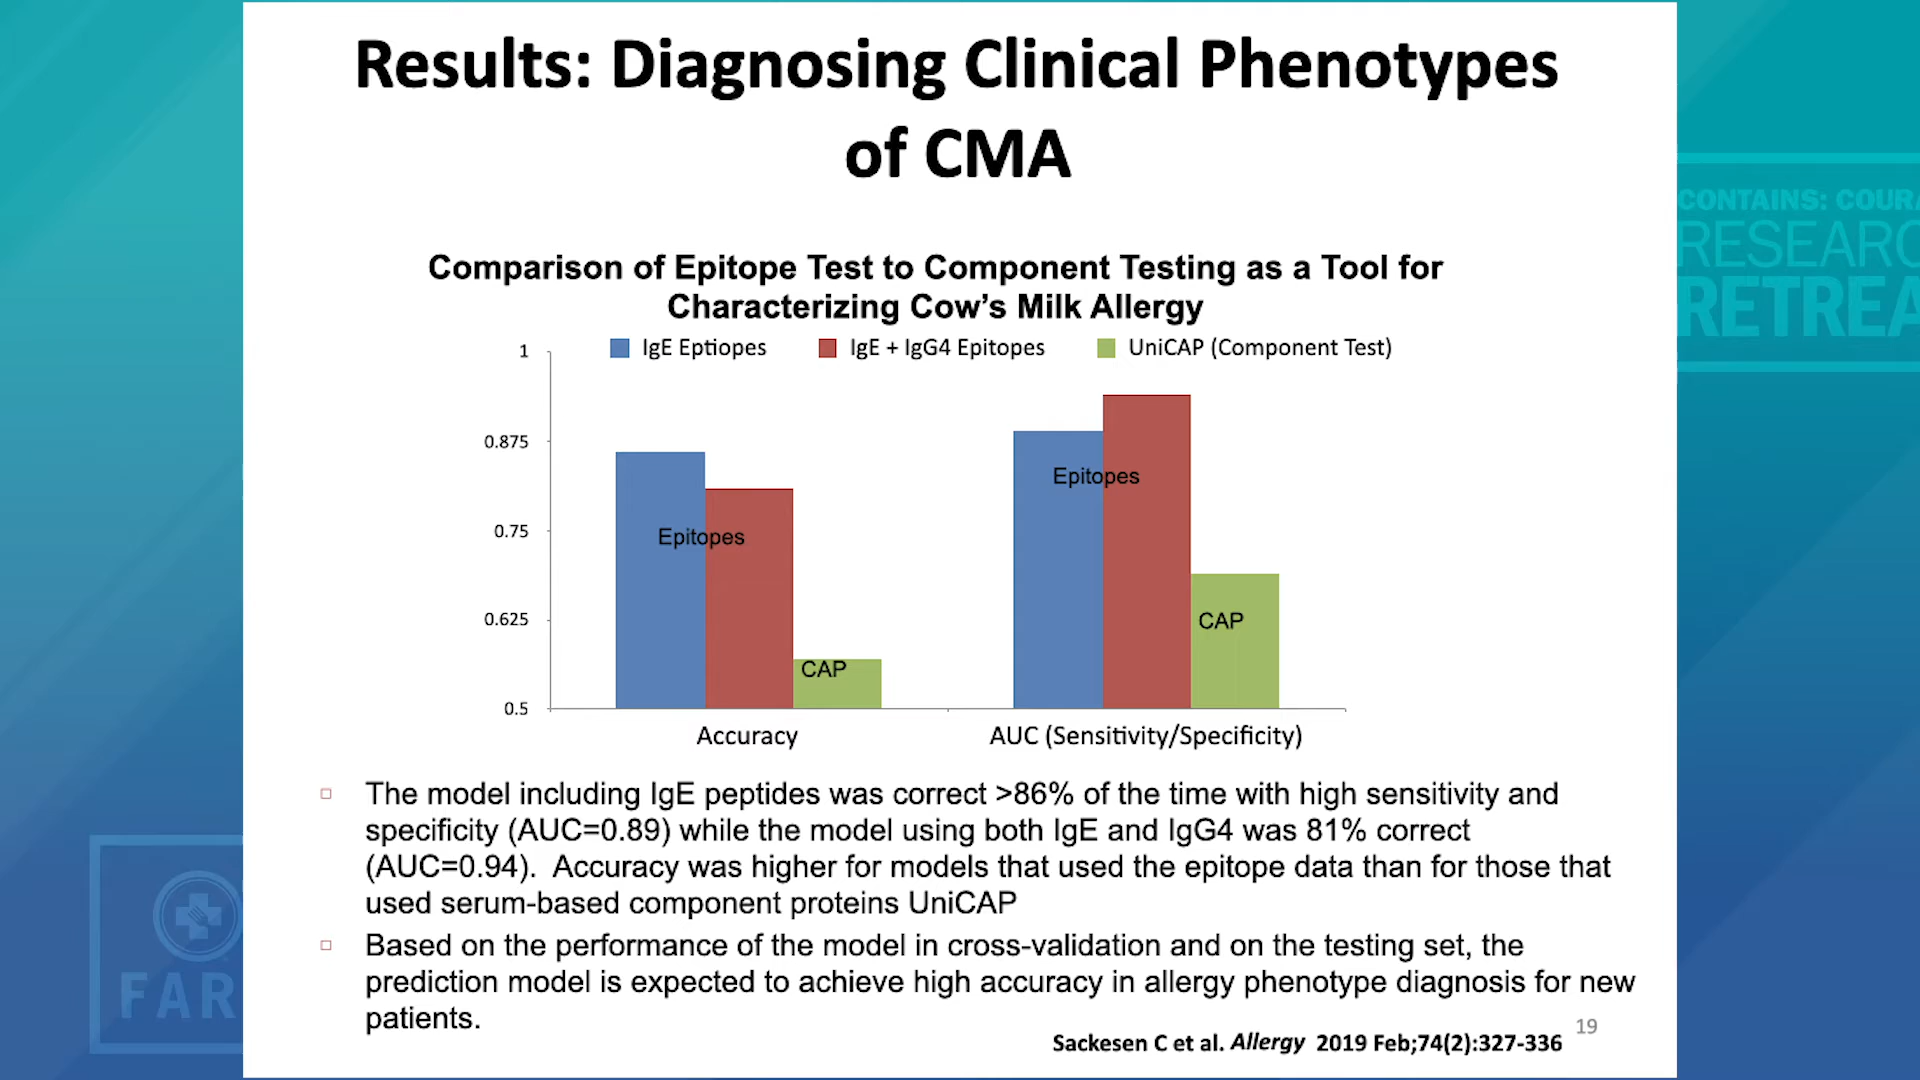 Results: Diagnosing Clinical Phenotypes
of CMA
CONTAINS: COUR
RESEARC
RETREA
Comparison of Epitope Test to Component Testing as a Tool for
Characterizing Cow's Milk Allergy
IgE Eptiopes
IgE + IgG4 Epitopes
UniCAP (Component Test)
1
0.875
0.75
0.625
0.5
Epitopes
CAP
Epitopes
CAP
Accuracy
AUC (Sensitivity/Specificity)
The model including IgE peptides was correct >86% of the time with high sensitivity and
specificity (AUC=0.89) while the model using both IgE and IgG4 was 81% correct
(AUC=0.94). Accuracy was higher for models that used the epitope data than for those that
used serum-based component proteins UniCAP
Based on the performance of the model in cross-validation and on the testing set, the
prediction model is expected to achieve high accuracy in allergy phenotype diagnosis for new
patients.
19
Sackesen C et al. Allergy 2019 Feb;74(2):327-336
FAR